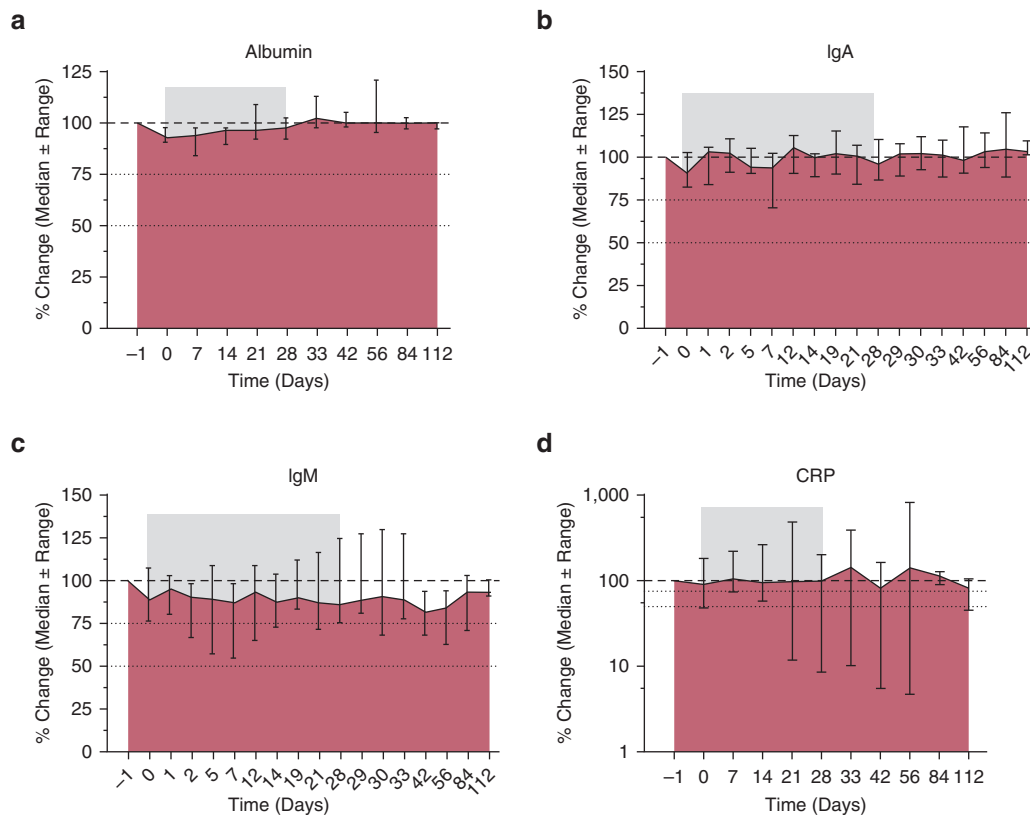 a
Albumin
% Change (Median ± Range)
125
100
75
50
25
0
–1 0 7 14 21 28 33 42 56 84 112
Time (Days)
b
IgA
% Change (Median ± Range)
150
125
100
75
50
25
0
–1 0 1 2 5 7 12 14 19 21 28 29 30 33 42 56 84 112
Time (Days)
c
IgM
% Change (Median ± Range)
150
125
100
75
50
25
0
–1 0 1 2 5 7 12 14 19 21 28 29 30 33 42 56 84 112
Time (Days)
d
CRP
% Change (Median ± Range)
1,000
100
10
1
–1 0 7 14 21 28 33 42 56 84 112
Time (Days)